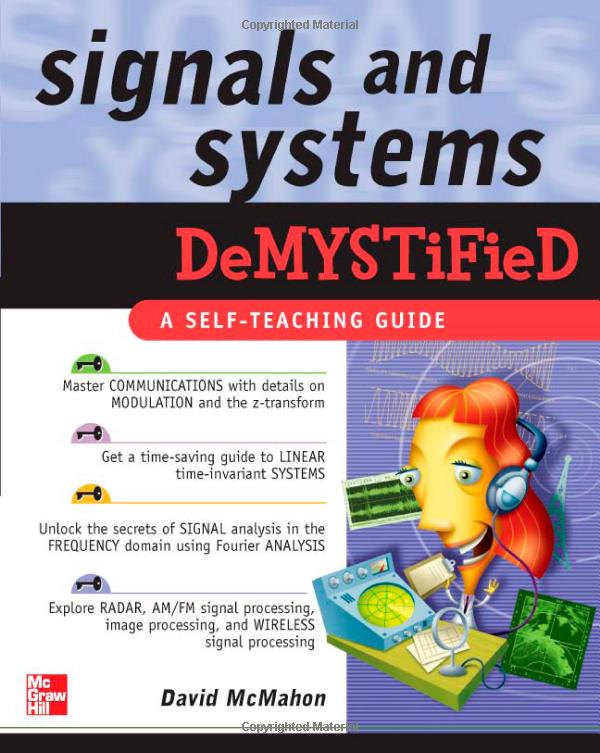 Copyrighted Material
signals and
systems
DeMYSTiFieD
A SELF-TEACHING GUIDE
Master COMMUNICATIONS with details on
MODULATION and the z-transform
Get a time-saving guide to LINEAR
time-invariant SYSTEMS
Unlock the secrets of SIGNAL analysis in the
FREQUENCY domain using Fourier ANALYSIS
Explore RADAR, AM/FM signal processing,
image processing, and WIRELESS
signal processing
Mc
Graw
Hill
David McMahon
Copyrighted Material